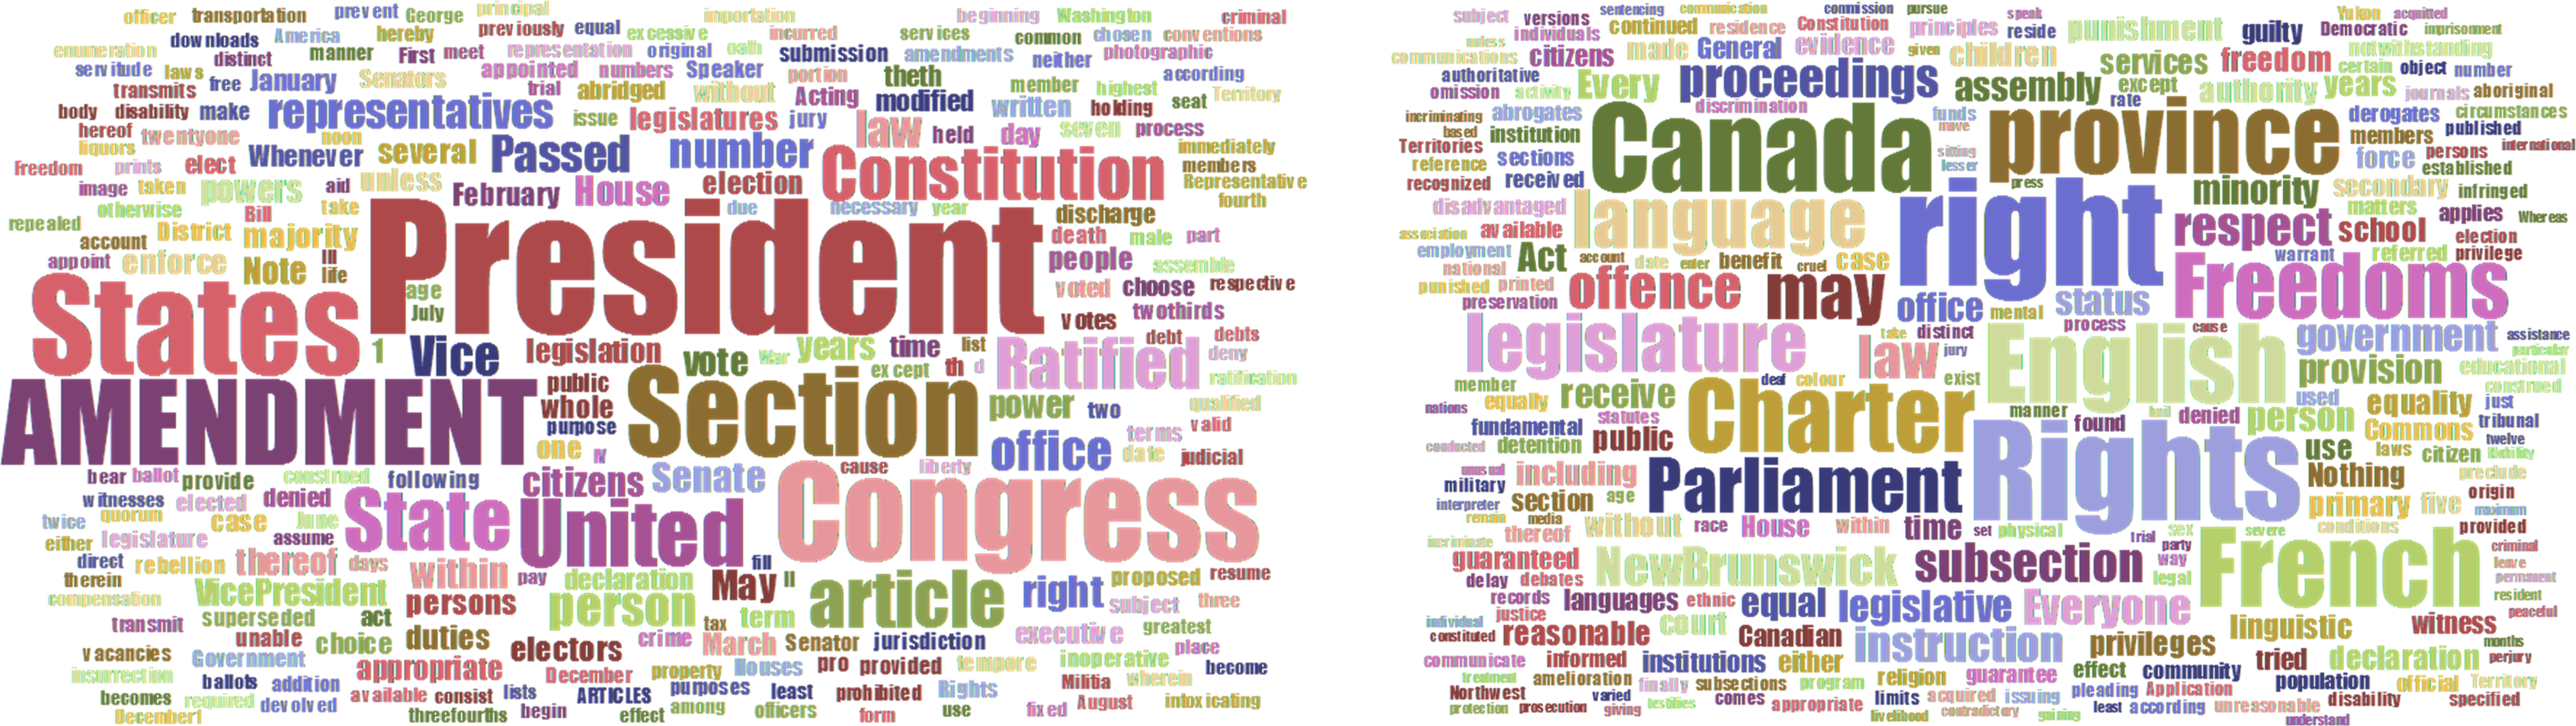 officer transportation prevent George principal importation beginning Washington criminal
downloads America hereby previously equal excessive incurred services common chosen conventions
enumeration distinct manner First meet representation original oath submission amendments neither photographic
servitude laws free January Senators appointed numbers Speaker portion theth member highest according
transmits trial abridged without Acting modified written holding seat Territory
body disability make representatives issue legislatures jury law held day seven process
hereof twentyone noon
liquors Whenever several Passed number Constitution immediately
Freedom prints elect members
image taken powers aid unless February House election Representative
otherwise Bill take due necessary year fourth
repealed account District majority President discharge
death male part
appoint enforce Note III life people assemble
age voted choose respective
States July votes twothirds
1 Vice legislation vote War years time list Ratified debt debts
deny
except th d ratification
AMENDMENT public whole purpose Section power two qualified
one IV office terms valid
date judicial
bear ballot provide construed following citizens Senate cause liberty Congress
witnesses elected denied State United
twice quorum case June
either legislature assume
direct rebellion thereof days within pay declaration fill
therein May II article right proposed resume
compensation VicePresident persons person term subject three
transmit superseded act tax
unable choice duties electors crime March Senator jurisdiction executive greatest
vacancies Government place
insurrection appropriate December property Houses pro provided tempore inoperative become
ballots addition Militia wherein
becomes required devolved available consist lists ARTICLES purposes least prohibited Rights
December1 threefourths begin effect among officers form use fixed August intoxicating
subject versions sentencing communication commission pursue speak Yukon acquitted
individuals continued residence Constitution principles reside punishment guilty Democratic imprisonment
unless citizens made General evidence given children notwithstanding
communications services freedom certain object number
authoritative Every proceedings assembly except authority years journals aboriginal
omission activity discrimination rate
incriminating abrogates Canada funds province derogates circumstances
based institution move members published
Territories international
reference sections sitting force persons
recognized received lesser established
press minority secondary infringed
disadvantaged language right matters applies Whereas
association available respect school election
employment Act account date enter benefit cruel case warrant referred privilege
national
punished printed offence may Freedoms
preservation office mental status
legislature take distinct process cause government assistance
law jury English particular
member deaf colour exist provision educational
nations equally receive Charter construed
statutes used equality just
fundamental manner found hail denied person Commons tribunal
conducted detention public Rights use laws citizen twelve Mobility
unusual including Parliament Nothing preclude
military section age origin
interpreter primary five maximum
remain media without race House within time set physical sex severe conditions provided
incriminate thereof trial
guaranteed NewBrunswick subsection party way French criminal
delay debates legal leave
permanent
records languages ethnic equal legislative Everyone resident
justice peaceful
individual reasonable court Canadian instruction privileges linguistic witness
constituted months
communicate informed institutions either effect community tried declaration perjury
treatment amelioration finally subsections program religion guarantee population official Territory
Northwest varied comes limits acquired issuing pleading Application disability specified
protection prosecution giving testifies appropriate livelihood contradictory gaining least according unreasonable
understand